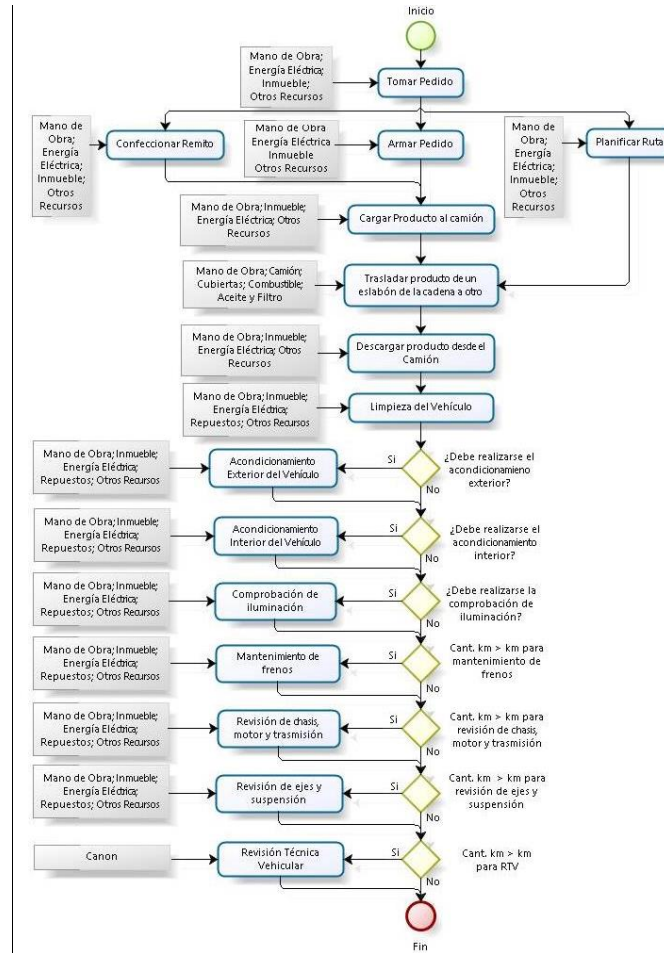 Inicio
Mano de Obra;
Energía Eléctrica;
Inmueble;
Otros Recursos
Tomar Pedido
Mano de
Obra;
Energía
Eléctrica;
Inmueble;
Otros
Recursos
Confeccionar Remito
Mano de Obra
Energía Eléctrica
Inmueble
Otros Recursos
Armar Pedido
Mano de
Obra;
Energía
Eléctrica;
Inmueble;
Otros
Recursos
Planificar Ruta
Mano de Obra; Inmueble;
Energía Eléctrica; Otros
Recursos
Cargar Producto al camión
Mano de Obra; Camión;
Cubiertas; Combustible;
Aceite y Filtro
Trasladar producto de un
eslabón de la cadena a otro
Mano de Obra; Inmueble;
Energía Eléctrica; Otros
Recursos
Descargar producto desde el
Camión
Mano de Obra; Inmueble;
Energía Eléctrica;
Repuestos; Otros Recursos
Limpieza del Vehículo
Mano de Obra; Inmueble;
Energía Eléctrica;
Repuestos; Otros Recursos
Acondicionamiento
Exterior del Vehículo
Si
No
¿Debe realizarse el
acondicionamieno
exterior?
Mano de Obra; Inmueble;
Energía Eléctrica;
Repuestos; Otros Recursos
Acondicionamiento
Interior del Vehículo
Si
No
¿Debe realizarse el
acondicionamiento
interior?
Mano de Obra; Inmueble;
Energía Eléctrica;
Repuestos; Otros Recursos
Comprobación de
iluminación
Si
No
¿Debe realizarse la
comprobación de
iluminación?
Mano de Obra; Inmueble;
Energía Eléctrica;
Repuestos; Otros Recursos
Mantenimiento de
frenos
Si
No
Cant. km > km para
mantenimiento de
frenos
Mano de Obra; Inmueble;
Energía Eléctrica;
Repuestos; Otros Recursos
Revisión de chasis,
motor y trasmisión
Si
No
Cant. km > km para
revisión de chasis,
motor y trasmisión
Mano de Obra; Inmueble;
Energía Eléctrica;
Repuestos; Otros Recursos
Revisión de ejes y
suspensión
Si
No
Cant. km > km para
revisión de ejes y
suspensión
Canon
Revisión Técnica
Vehicular
Si
No
Cant. km > km
para RTV
Fin